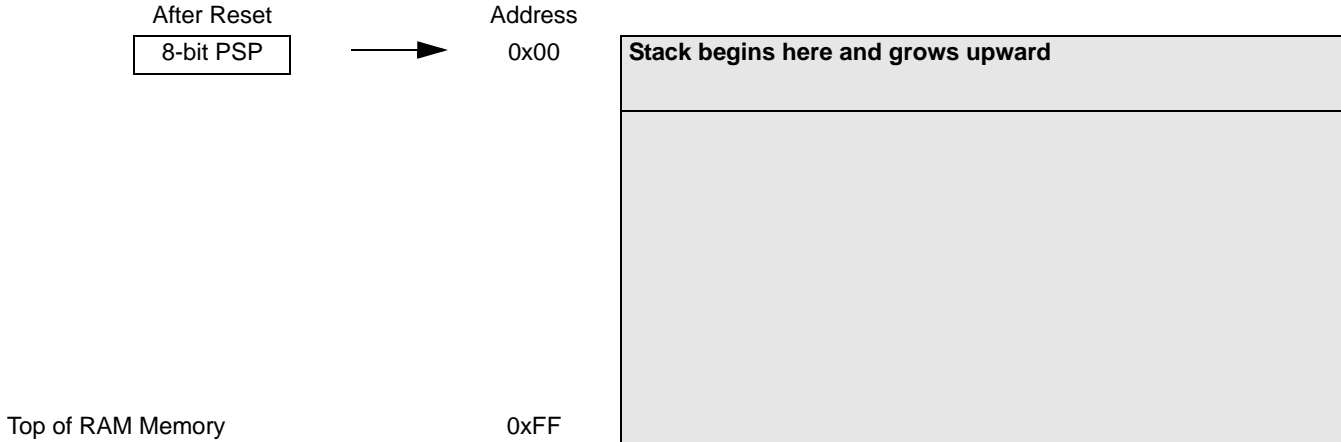 After Reset Address
8-bit PSP 0x00 Stack begins here and grows upward
Top of RAM Memory 0xFF